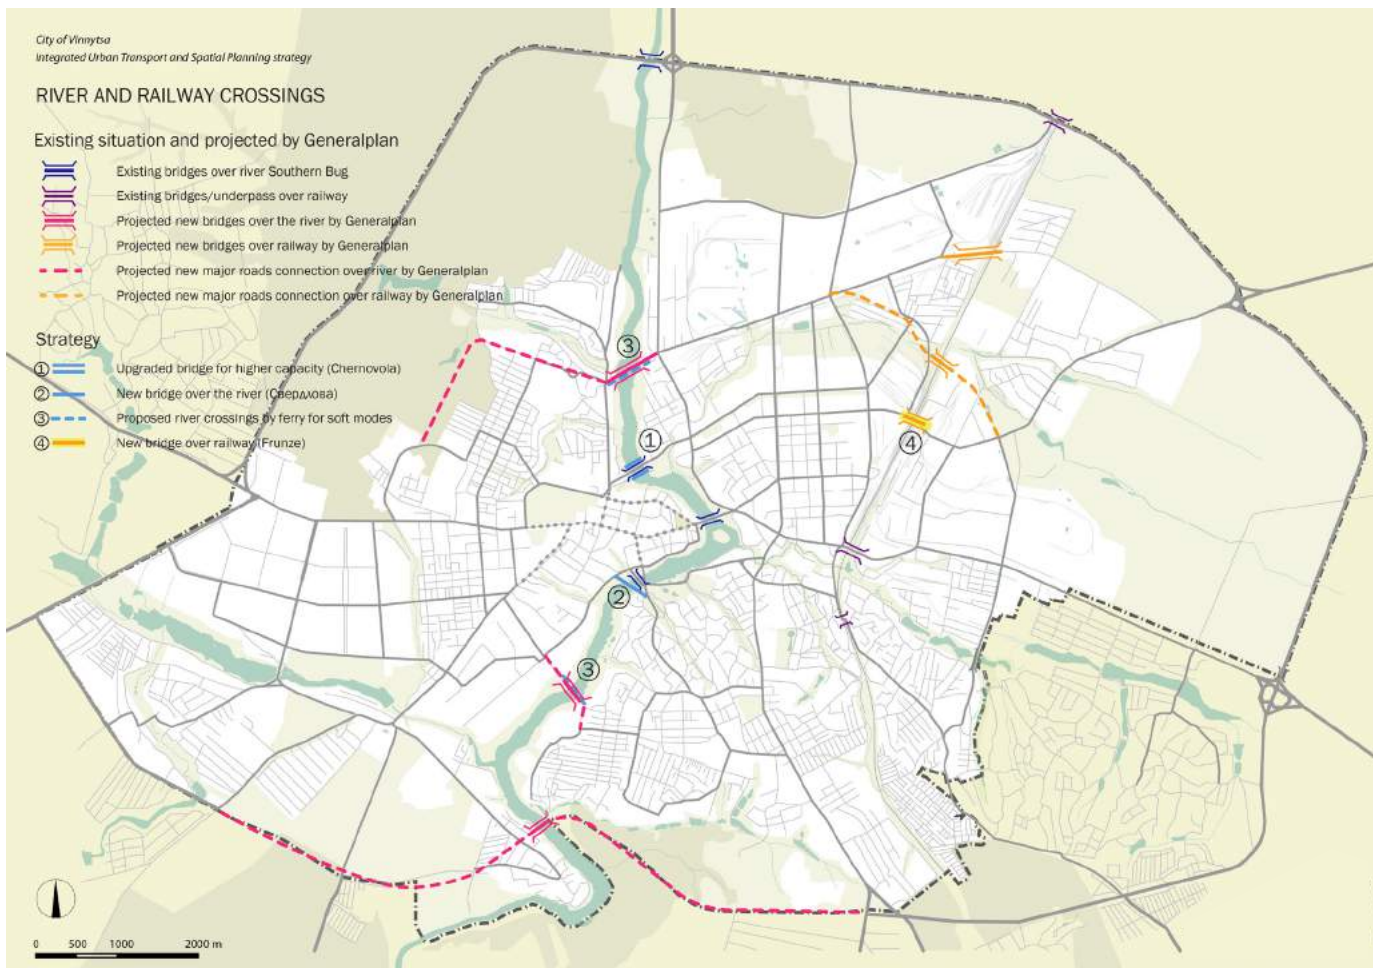 City of Vinnytsa
Integrated Urban Transport and Spatial Planning strategy
RIVER AND RAILWAY CROSSINGS
Existing situation and projected by Generalplan
Existing bridges over river Southern Bug
Existing bridges/underpass over railway
Projected new bridges over the river by Generalplan
Projected new bridges over railway by Generalplan
Projected new major roads connection over river by Generalplan
Projected new major roads connection over railway by Generalplan
Strategy
① Upgraded bridge for higher capacity (Chernovola)
② New bridge over the river (Свердлова)
③ Proposed river crossings by ferry for soft modes
④ New bridge over railway (Frunze)
③
①
④
②
③
0 500 1000 2000 m